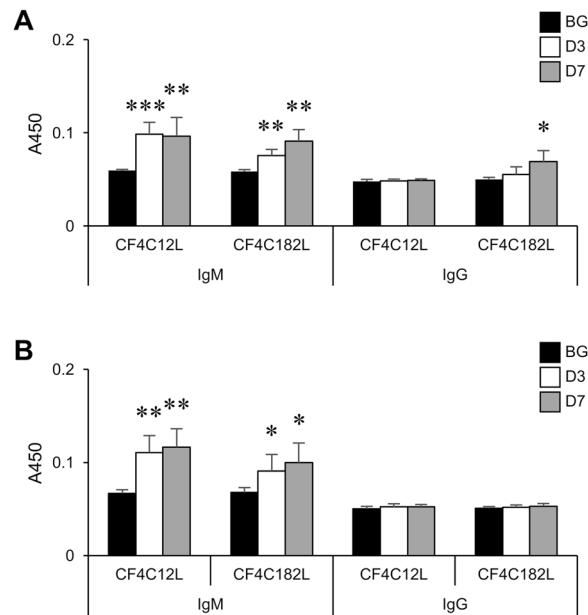 A
BG
D3
D7
0.2
0.1
0
A450
*** ** ** ** *
CF4C12L CF4C182L CF4C12L CF4C182L
IgM IgG
B
BG
D3
D7
0.2
0.1
0
A450
** ** * *
CF4C12L CF4C182L CF4C12L CF4C182L
IgM IgG